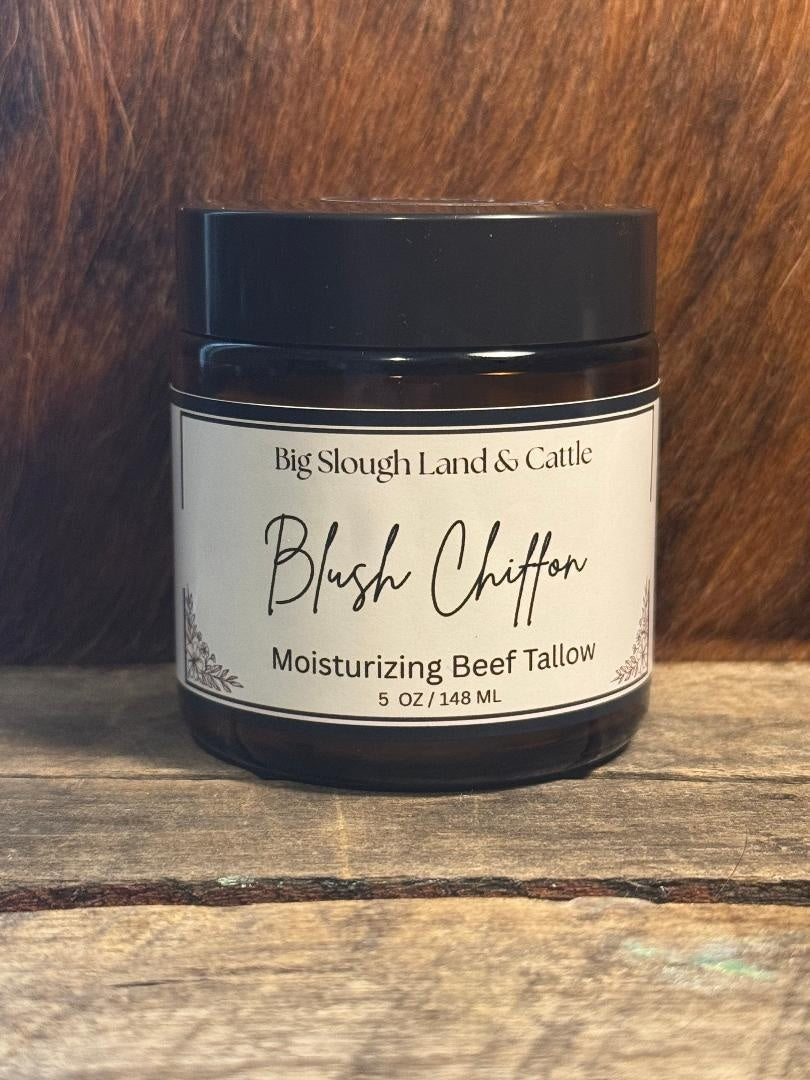 Big Slough Land & Cattle
Blush Chiffon
Moisturizing Beef Tallow
5 OZ / 148 ML